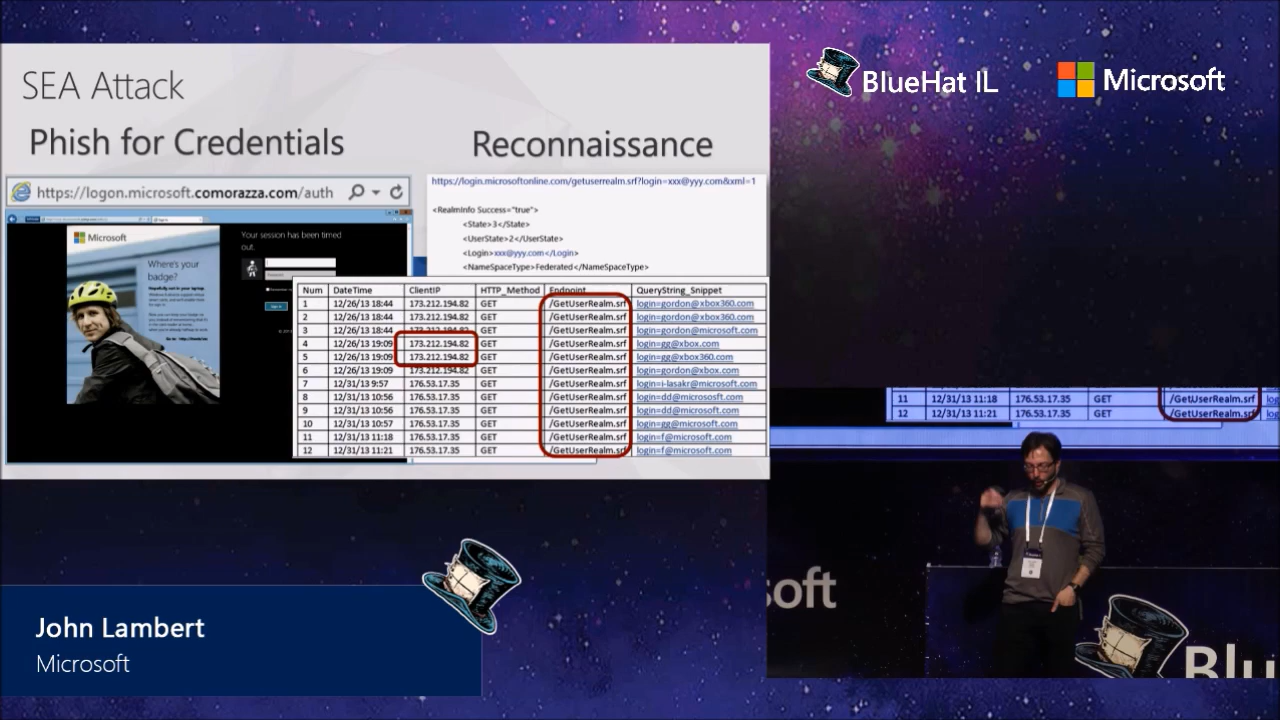 SEA Attack
Phish for Credentials
Reconnaissance
BlueHat IL
Microsoft
https://logon.microsoft.comorazza.com/auth
https://login.microsoftonline.com/getuserrealm.srf?login=xxx@yyy.com&xml=1
<RealmInfo Success="true">
<State>3</State>
<UserState>2</UserState>
<Login>xxx@yyy.com</Login>
<NameSpaceType>Federated</NameSpaceType>
Microsoft
Where's your
badge?
Your session has been timed
out.
Num DateTime ClientIP HTTP_Method Endpoint QueryString_Snippet
1 12/26/13 18:44 173.212.194.82 GET /GetUserRealm.srf login=gordon@xbox360.com
2 12/26/13 18:44 173.212.194.82 GET /GetUserRealm.srf login=gordon@xbox360.com
3 12/26/13 18:44 173.212.194.82 GET /GetUserRealm.srf login=gordon@microsoft.com
4 12/26/13 19:09 173.212.194.82 GET /GetUserRealm.srf login=gg@xbox.com
5 12/26/13 19:09 173.212.194.82 GET /GetUserRealm.srf login=gg@xbox360.com
6 12/26/13 19:09 173.212.194.82 GET /GetUserRealm.srf login=gordon@xbox.com
7 12/31/13 9:57 176.53.17.35 GET /GetUserRealm.srf login=i-lasakr@microsoft.com
8 12/31/13 10:56 176.53.17.35 GET /GetUserRealm.srf login=dd@micrososft.com
9 12/31/13 10:56 176.53.17.35 GET /GetUserRealm.srf login=dd@microsoft.com
10 12/31/13 10:57 176.53.17.35 GET /GetUserRealm.srf login=gg@microsoft.com
11 12/31/13 11:18 176.53.17.35 GET /GetUserRealm.srf login=f@microsoft.com
12 12/31/13 11:21 176.53.17.35 GET /GetUserRealm.srf login=f@microsoft.com
11 12/31/13 11:18 176.53.17.35 GET /GetUserRealm.srf log
12 12/31/13 11:21 176.53.17.35 GET /GetUserRealm.srf log
John Lambert
Microsoft
soft
Blu